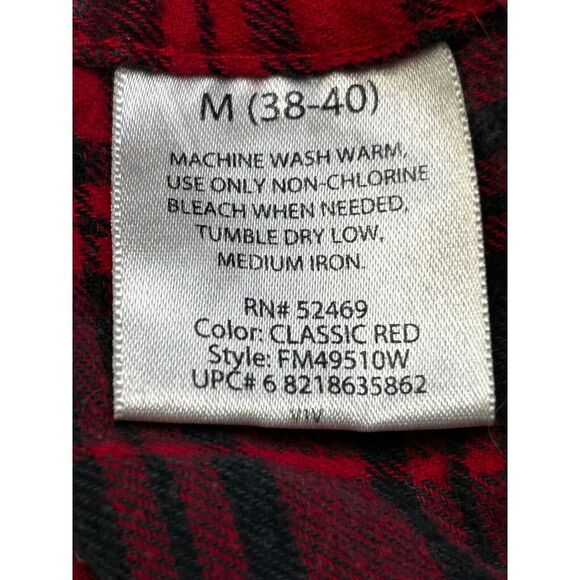 M (38-40)
MACHINE WASH WARM,
USE ONLY NON-CHLORINE
BLEACH WHEN NEEDED,
TUMBLE DRY LOW,
MEDIUM IRON.
RN# 52469
Color: CLASSIC RED
Style: FM49510W
UPC# 6 8218635862
V1V